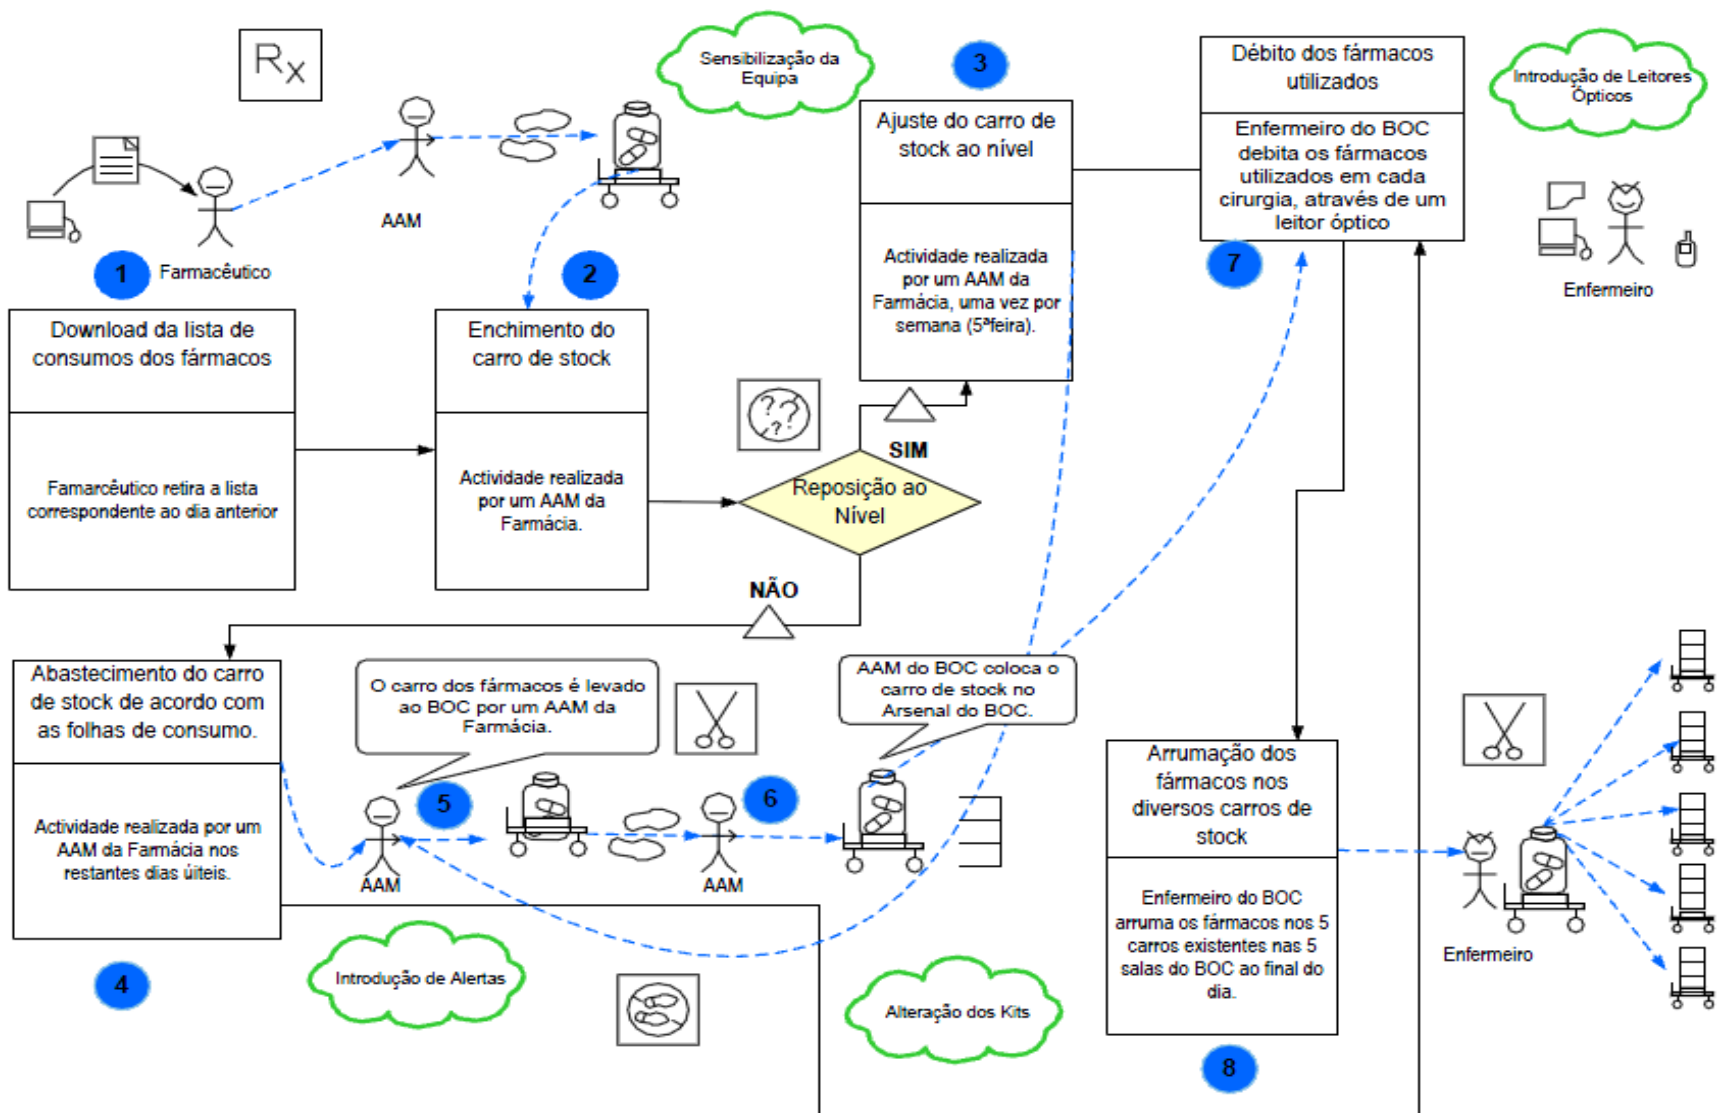 Rx
Sensibilização da
Equipa
3
Débito dos fármacos
utilizados
Enfermeiro do BOC
debita os fármacos
utilizados em cada
cirurgia, através de um
leitor óptico
Introdução de Leitores
Ópticos
Ajuste do carro de
stock ao nível
Actividade realizada
por um AAM da
Farmácia, uma vez por
semana (5ªfeira).
AAM
1
Farmacêutico
2
7
Enfermeiro
Download da lista de
consumos dos fármacos
Famarcêutico retira a lista
correspondente ao dia anterior
Enchimento do
carro de stock
Actividade realizada
por um AAM da
Farmácia.
? ?
?
SIM
Reposição ao
Nível
NÃO
Abastecimento do carro
de stock de acordo com
as folhas de consumo.
Actividade realizada por um
AAM da Farmácia nos
restantes dias úiteis.
4
O carro dos fármacos é levado
ao BOC por um AAM da
Farmácia.
5
AAM
6
AAM
AAM do BOC coloca o
carro de stock no
Arsenal do BOC.
Arrumação dos
fármacos nos
diversos carros de
stock
Enfermeiro do BOC
arruma os fármacos nos 5
carros existentes nas 5
salas do BOC ao final do
dia.
8
Enfermeiro
Introdução de Alertas
Alteração dos Kits